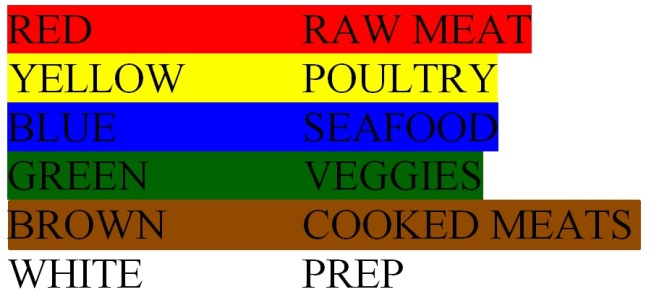 RED RAW MEAT
YELLOW POULTRY
BLUE SEAFOOD
GREEN VEGGIES
BROWN COOKED MEATS
WHITE PREP